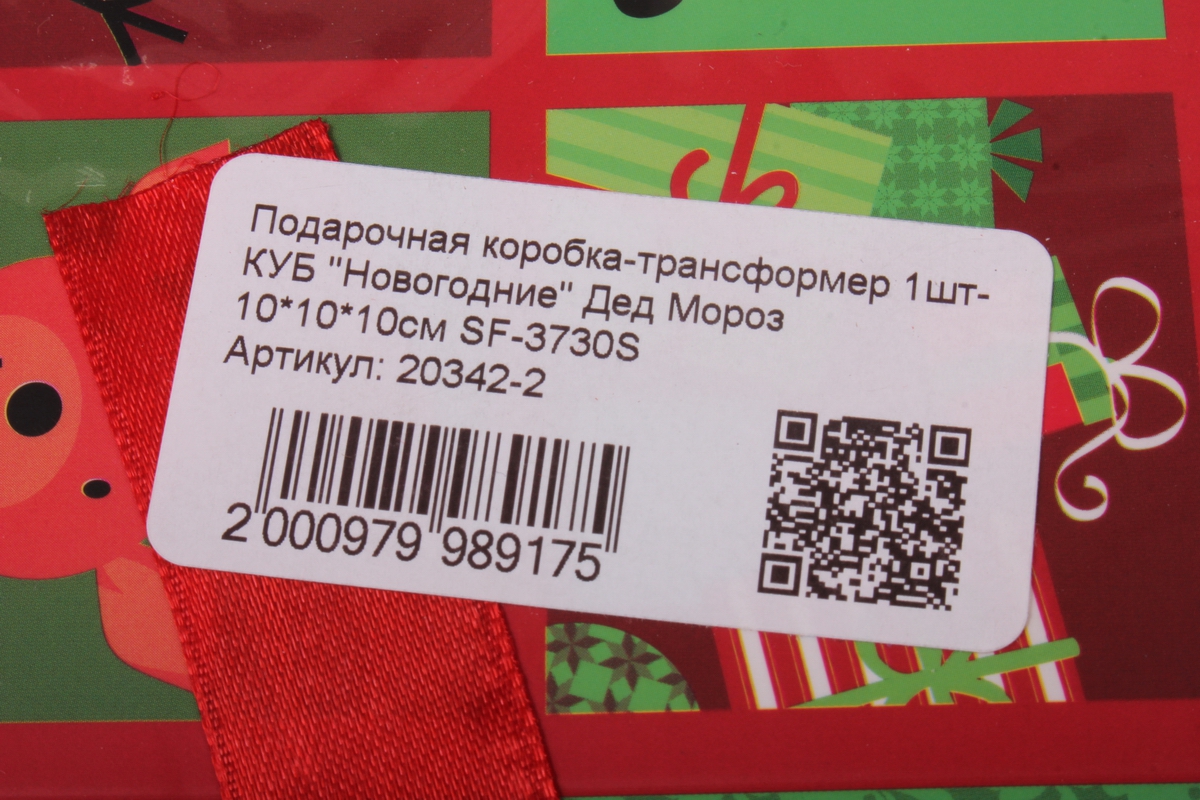 Подарочная коробка-трансформер 1шт-
КУБ "Новогодние" Дед Мороз
10*10*10см SF-3730S
Артикул: 20342-2
2 000979 989175